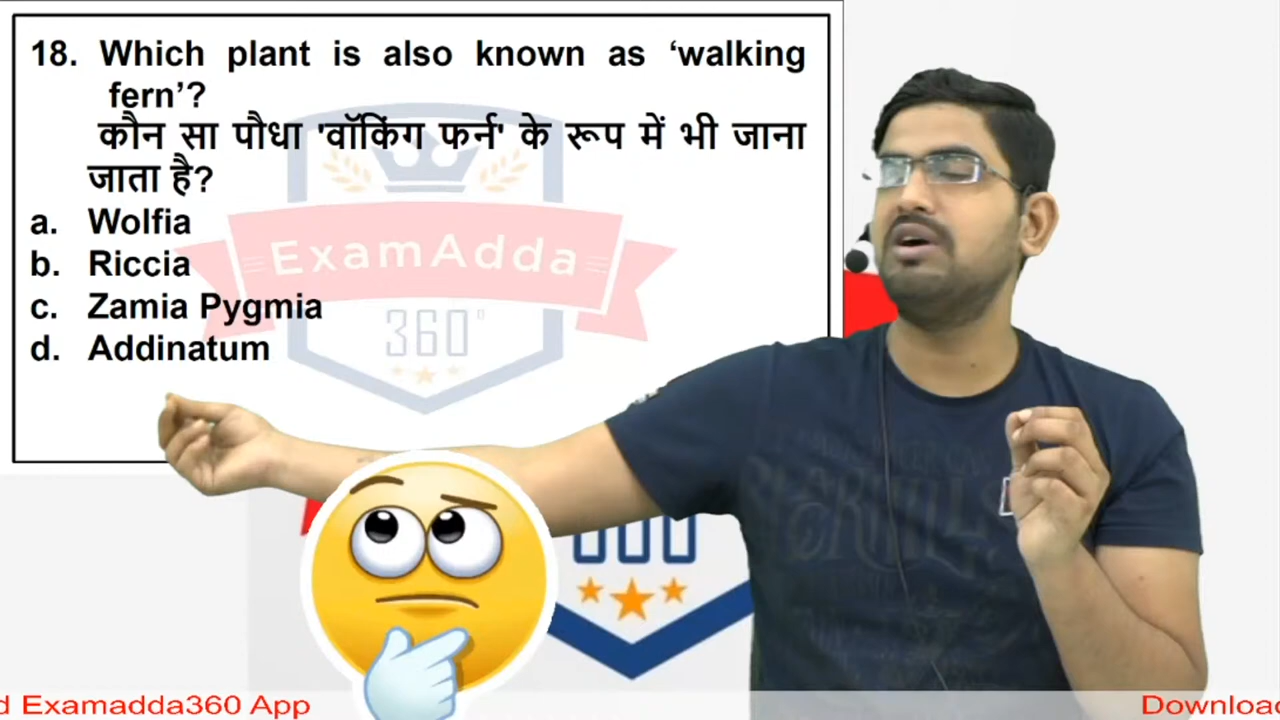 18. Which plant is also known as ‘walking
fern’?
कौन सा पौधा 'वॉकिंग फर्न' के रूप में भी जाना
जाता है?
a. Wolfia
b. Riccia
c. Zamia Pygmia
d. Addinatum
ExamAdda
360°
d Examadda360 App
Download